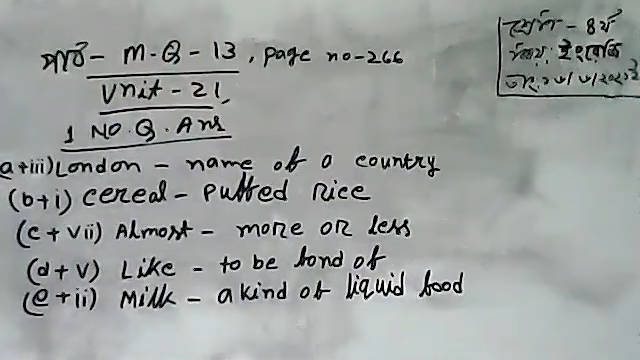 পাঠ- M-Q-13, page no-266
Unit-21,
1 NO.Q.Ans
(a+iii) London - name of a country
(b+i) cereal - puffed rice
(c+vii) Almost - more or less
(d+v) Like - to be fond of
(e+ii) Milk - a kind of liquid food
শ্রেণি - ৪র্থ
বিষয়: ইংরেজি